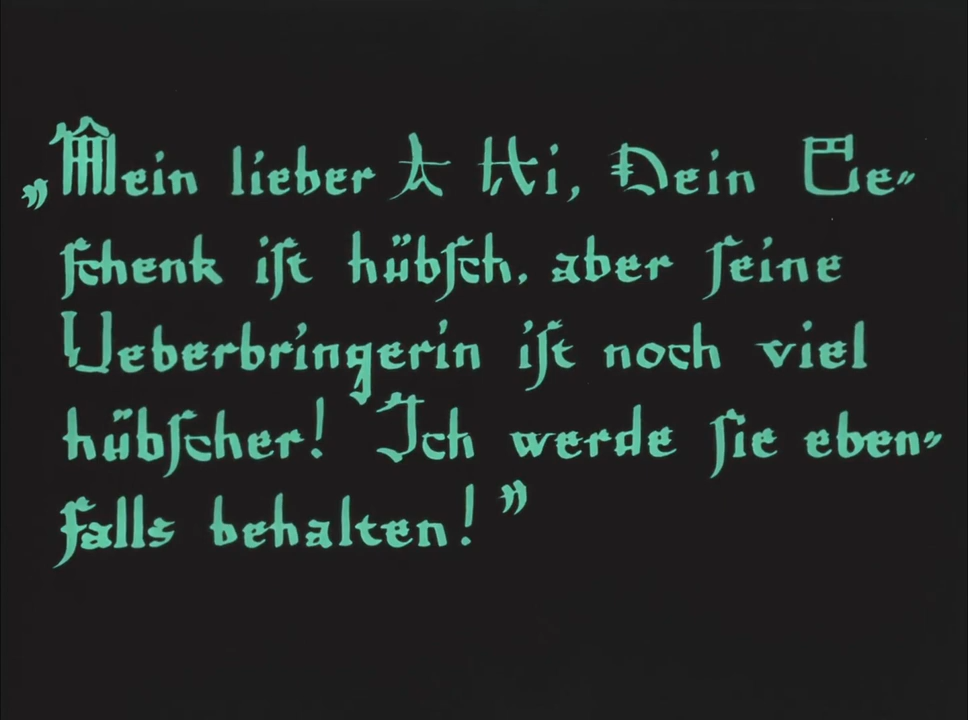 „Mein lieber A Hi, Dein Ge-
ſchenk iſt hübſch, aber ſeine
Ueberbringerin iſt noch viel
hübſcher! Ich werde ſie eben-
falls behalten!”